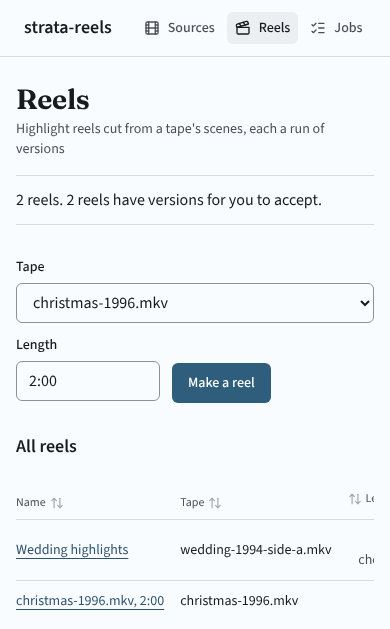 strata-reels Sources Reels Jobs
Reels
Highlight reels cut from a tape's scenes, each a run of
versions
2 reels. 2 reels have versions for you to accept.
Tape
christmas-1996.mkv
Length
2:00 Make a reel
All reels
Name Tape
Wedding highlights wedding-1994-side-a.mkv
christmas-1996.mkv, 2:00 christmas-1996.mkv